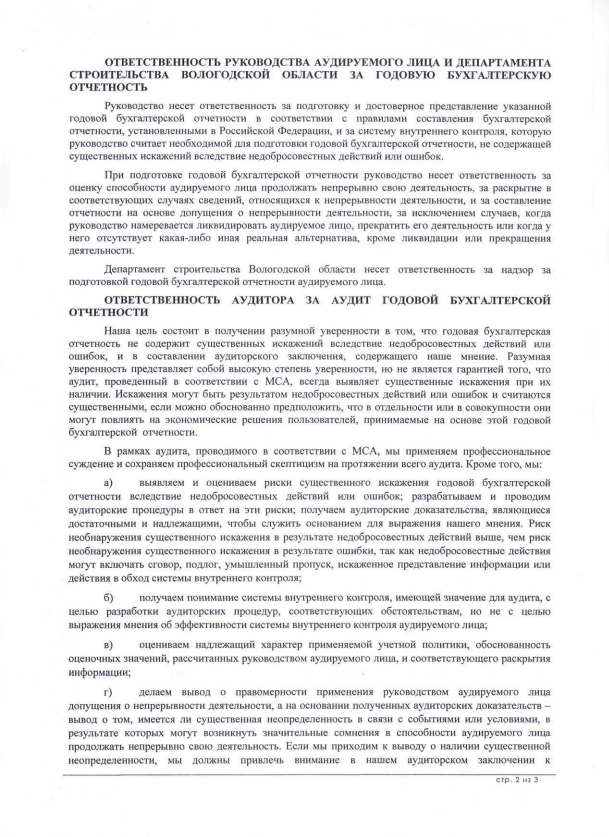 ОТВЕТСТВЕННОСТЬ РУКОВОДСТВА АУДИРУЕМОГО ЛИЦА И ДЕПАРТАМЕНТА
СТРОИТЕЛЬСТВА ВОЛОГОДСКОЙ ОБЛАСТИ ЗА ГОДОВУЮ БУХГАЛТЕРСКУЮ
ОТЧЕТНОСТЬ
Руководство несет ответственность за подготовку и достоверное представление указанной
годовой бухгалтерской отчетности в соответствии с правилами составления бухгалтерской
отчетности, установленными в Российской Федерации, и за систему внутреннего контроля, которую
руководство считает необходимой для подготовки годовой бухгалтерской отчетности, не содержащей
существенных искажений вследствие недобросовестных действий или ошибок.
При подготовке годовой бухгалтерской отчетности руководство несет ответственность за
оценку способности аудируемого лица продолжать непрерывно свою деятельность, за раскрытие в
соответствующих случаях сведений, относящихся к непрерывности деятельности, и за составление
отчетности на основе допущения о непрерывности деятельности, за исключением случаев, когда
руководство намеревается ликвидировать аудируемое лицо, прекратить его деятельность или когда у
него отсутствует какая-либо иная реальная альтернатива, кроме ликвидации или прекращения
деятельности.
Департамент строительства Вологодской области несет ответственность за надзор за
подготовкой годовой бухгалтерской отчетности аудируемого лица.
ОТВЕТСТВЕННОСТЬ АУДИТОРА ЗА АУДИТ ГОДОВОЙ БУХГАЛТЕРСКОЙ
ОТЧЕТНОСТИ
Наша цель состоит в получении разумной уверенности в том, что годовая бухгалтерская
отчетность не содержит существенных искажений вследствие недобросовестных действий или
ошибок, и в составлении аудиторского заключения, содержащего наше мнение. Разумная
уверенность представляет собой высокую степень уверенности, но не является гарантией того, что
аудит, проведенный в соответствии с МСА, всегда выявляет существенные искажения при их
наличии. Искажения могут быть результатом недобросовестных действий или ошибок и считаются
существенными, если можно обоснованно предположить, что в отдельности или в совокупности они
могут повлиять на экономические решения пользователей, принимаемые на основе этой годовой
бухгалтерской отчетности.
В рамках аудита, проводимого в соответствии с МСА, мы применяем профессиональное
суждение и сохраняем профессиональный скептицизм на протяжении всего аудита. Кроме того, мы:
а) выявляем и оцениваем риски существенного искажения годовой бухгалтерской
отчетности вследствие недобросовестных действий или ошибок; разрабатываем и проводим
аудиторские процедуры в ответ на эти риски; получаем аудиторские доказательства, являющиеся
достаточными и надлежащими, чтобы служить основанием для выражения нашего мнения. Риск
необнаружения существенного искажения в результате недобросовестных действий выше, чем риск
необнаружения существенного искажения в результате ошибки, так как недобросовестные действия
могут включать сговор, подлог, умышленный пропуск, искаженное представление информации или
действия в обход системы внутреннего контроля;
б) получаем понимание системы внутреннего контроля, имеющей значение для аудита, с
целью разработки аудиторских процедур, соответствующих обстоятельствам, но не с целью
выражения мнения об эффективности системы внутреннего контроля аудируемого лица;
в) оцениваем надлежащий характер применяемой учетной политики, обоснованность
оценочных значений, рассчитанных руководством аудируемого лица, и соответствующего раскрытия
информации;
г) делаем вывод о правомерности применения руководством аудируемого лица
допущения о непрерывности деятельности, а на основании полученных аудиторских доказательств –
вывод о том, имеется ли существенная неопределенность в связи с событиями или условиями, в
результате которых могут возникнуть значительные сомнения в способности аудируемого лица
продолжать непрерывно свою деятельность. Если мы приходим к выводу о наличии существенной
неопределенности, мы должны привлечь внимание в нашем аудиторском заключении к
стр. 2 из 3